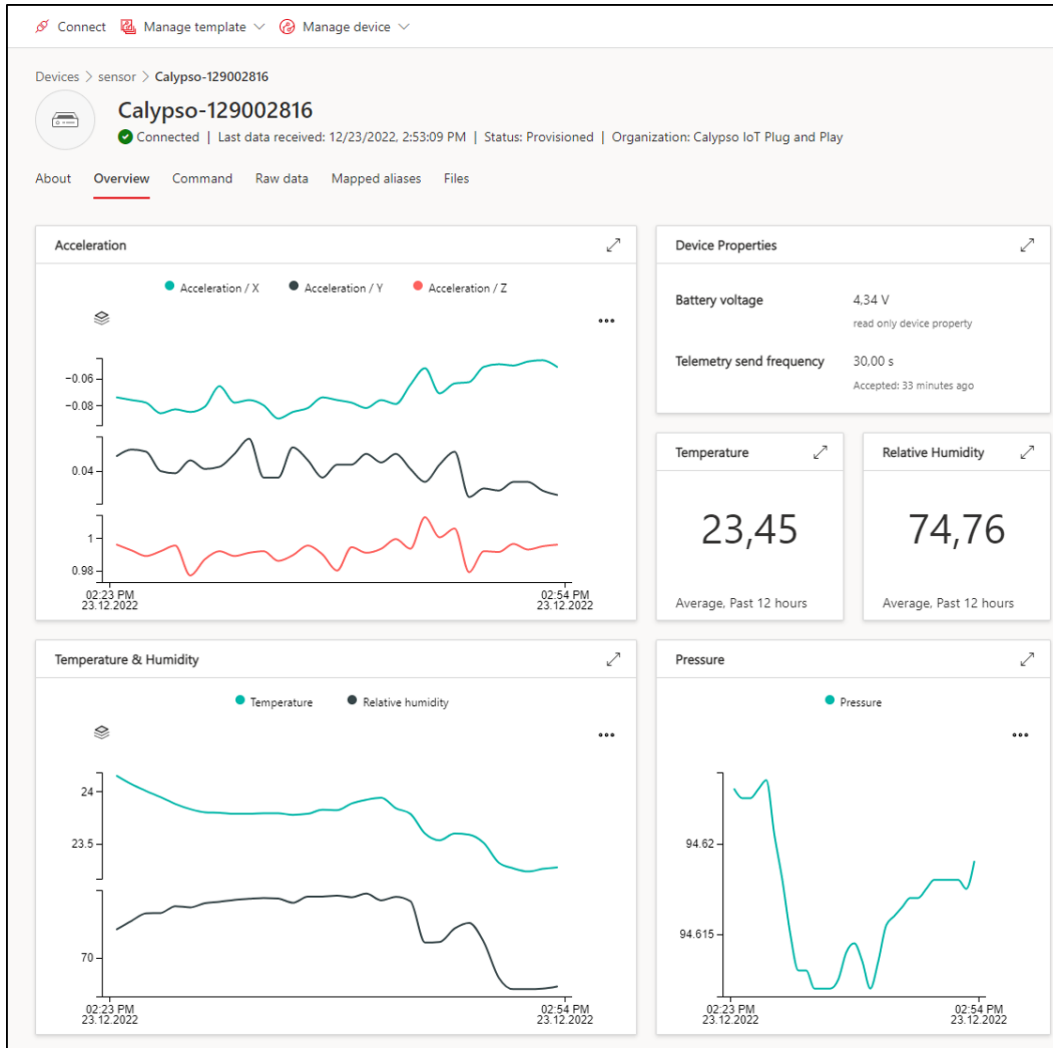 Connect Manage template Manage device
Devices > sensor > Calypso-129002816
Calypso-129002816
Connected | Last data received: 12/23/2022, 2:53:09 PM | Status: Provisioned | Organization: Calypso IoT Plug and Play
About Overview Command Raw data Mapped aliases Files
Acceleration
Acceleration / X Acceleration / Y Acceleration / Z
-0.06
-0.08
0.04
1
0.98
02:23 PM 02:54 PM
23.12.2022 23.12.2022
Device Properties
Battery voltage 4,34 V
read only device property
Telemetry send frequency 30,00 s
Accepted: 33 minutes ago
Temperature
23,45
Average, Past 12 hours
Relative Humidity
74,76
Average, Past 12 hours
Temperature & Humidity
Temperature Relative humidity
24
23.5
70
02:23 PM 02:54 PM
23.12.2022 23.12.2022
Pressure
Pressure
94.62
94.615
02:23 PM 02:54 PM
23.12.2022 23.12.2022